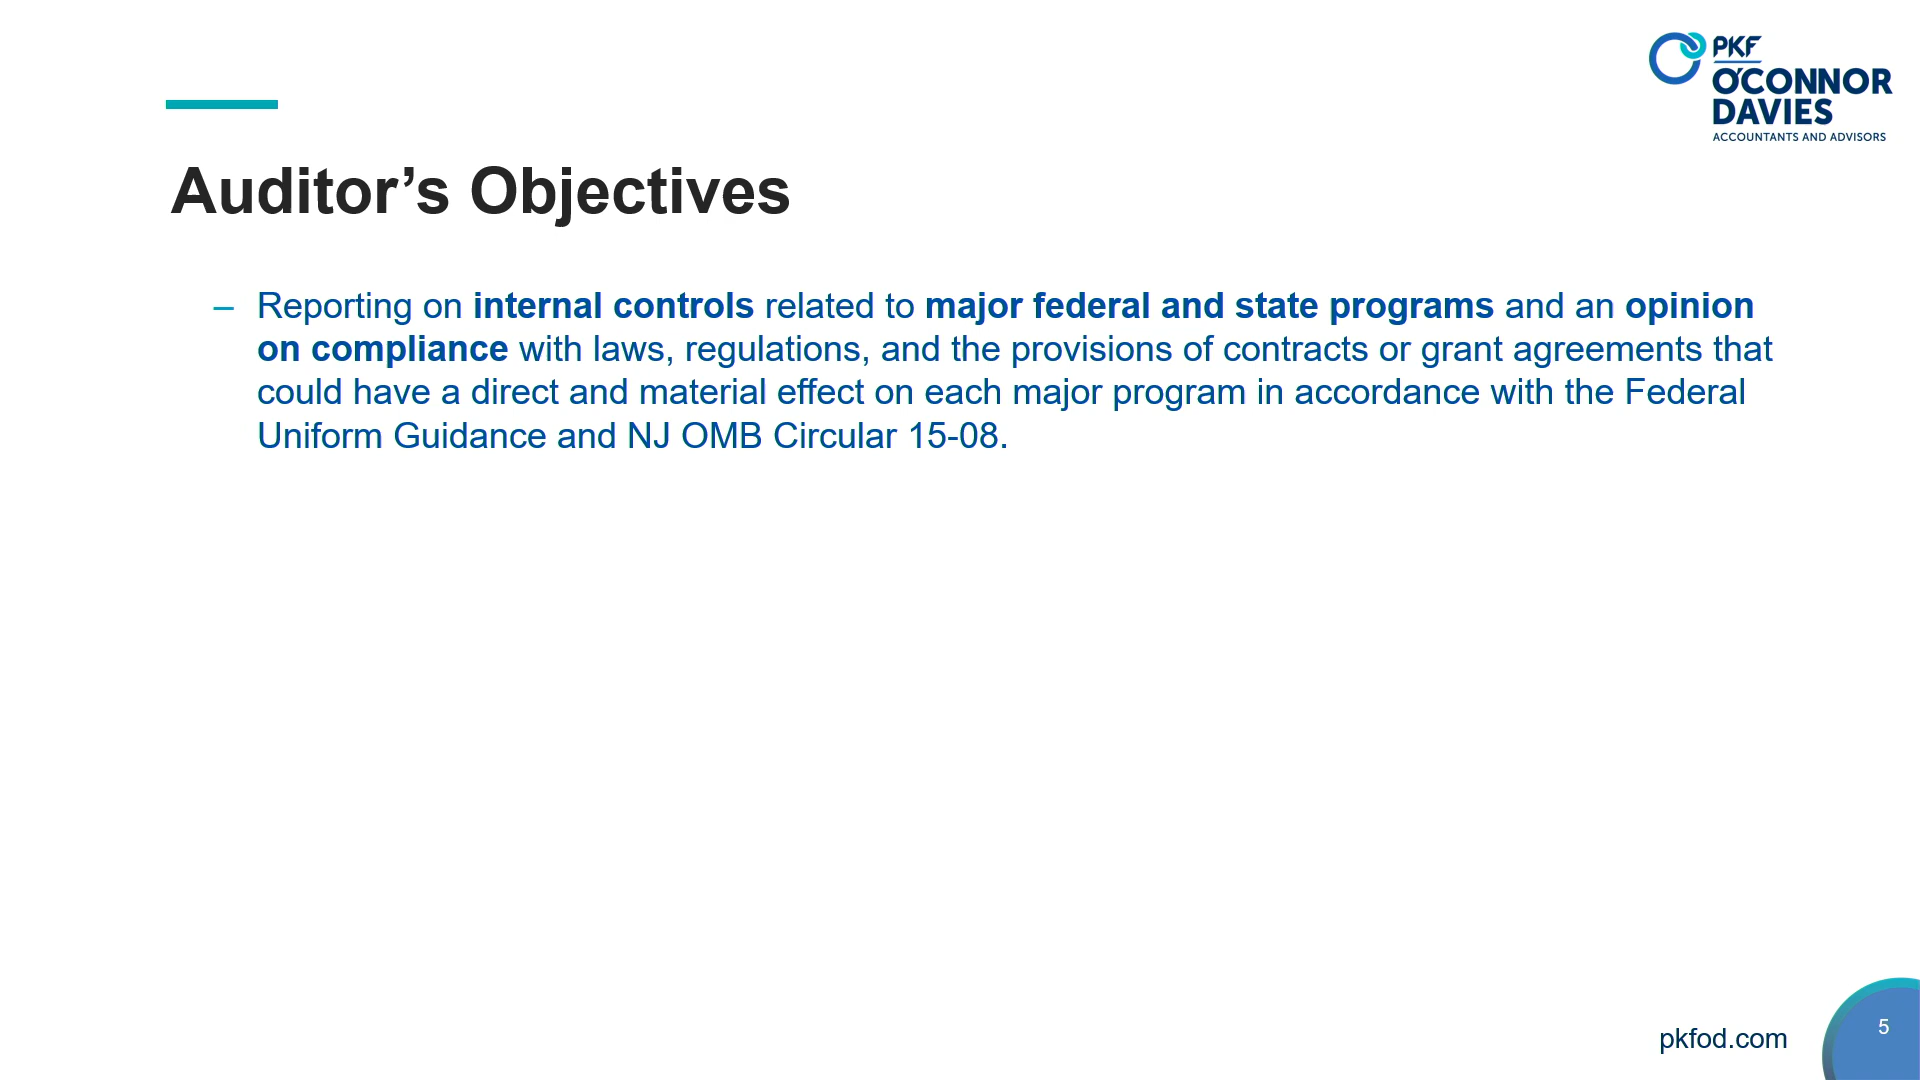 PKF
O'CONNOR
DAVIES
ACCOUNTANTS AND ADVISORS
Auditor’s Objectives
– Reporting on internal controls related to major federal and state programs and an opinion
on compliance with laws, regulations, and the provisions of contracts or grant agreements that
could have a direct and material effect on each major program in accordance with the Federal
Uniform Guidance and NJ OMB Circular 15-08.
pkfod.com
5